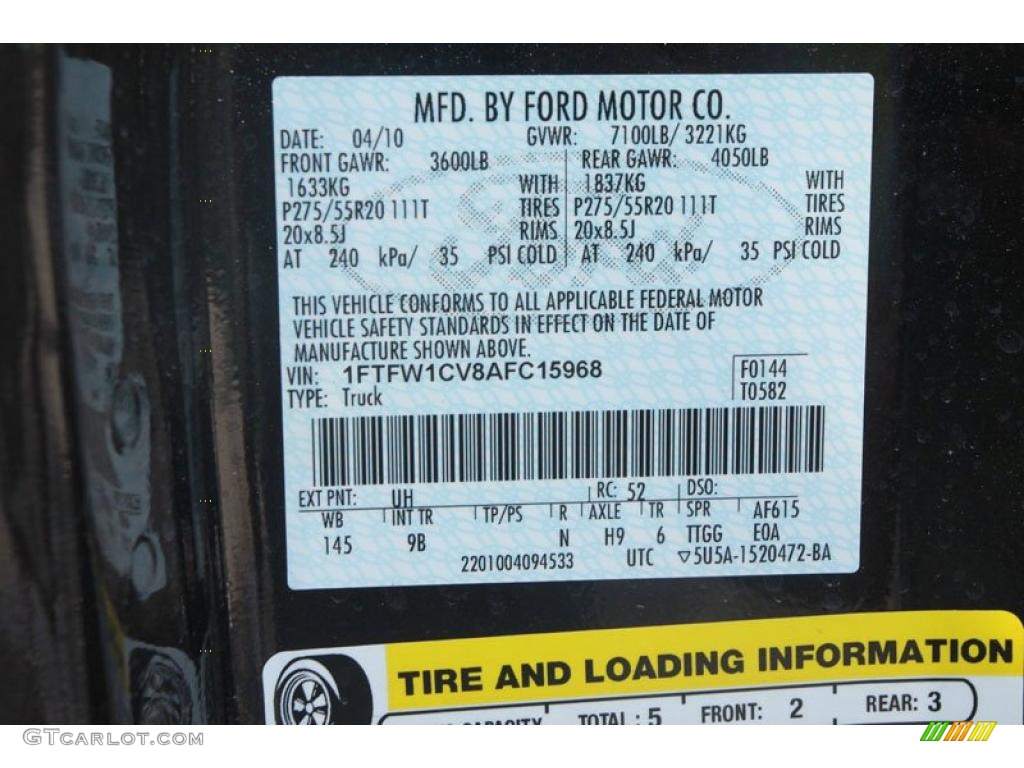 MFD. BY FORD MOTOR CO.
DATE: 04/10 GVWR: 7100LB/ 3221KG
FRONT GAWR: 3600LB REAR GAWR: 4050LB
1633KG WITH 1837KG WITH
P275/55R20 111T TIRES P275/55R20 111T TIRES
20x8.5J RIMS 20x8.5J RIMS
AT 240 kPa/ 35 PSI COLD AT 240 kPa/ 35 PSI COLD
THIS VEHICLE CONFORMS TO ALL APPLICABLE FEDERAL MOTOR
VEHICLE SAFETY STANDARDS IN EFFECT ON THE DATE OF
MANUFACTURE SHOWN ABOVE.
VIN: 1FTFW1CV8AFC15968 F0144
TYPE: Truck T0582
EXT PNT: UH RC: 52 DSO:
WB INT TR TP/PS R AXLE TR SPR AF615
145 9B N H9 6 TTGG E0A
2201004094533 UTC ▽5U5A-1520472-BA
TIRE AND LOADING INFORMATION
CAPACITY TOTAL : 5 FRONT: 2 REAR: 3
GTcarlot.com